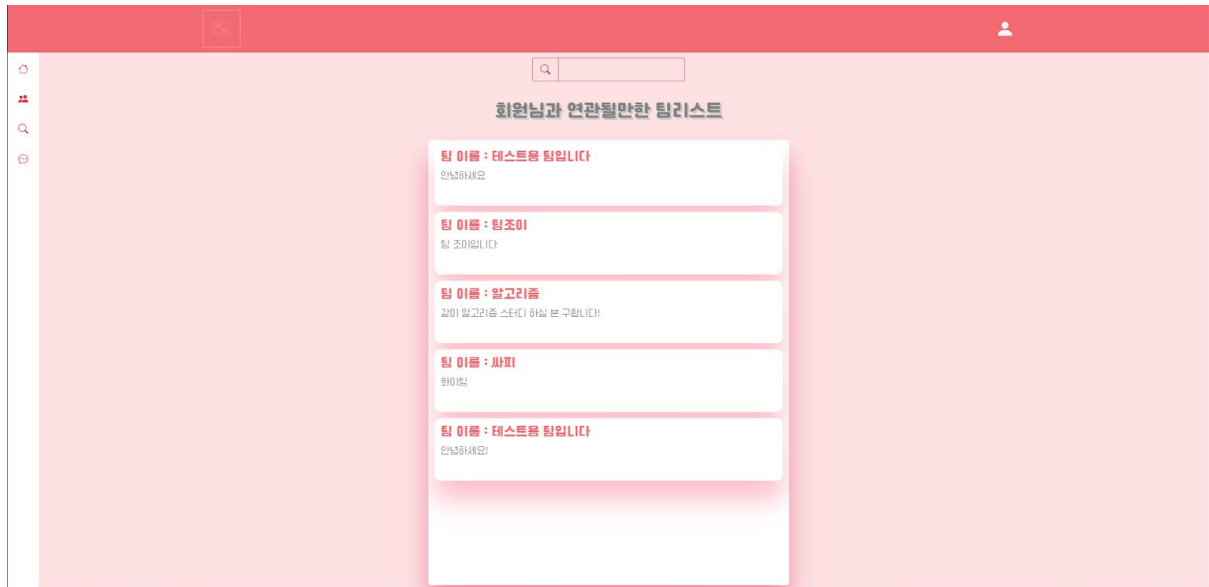 회원님과 연관될만한 팀리스트
팀 이름 : 테스트용 팀입니다
안녕하세요
팀 이름 : 팀조이
팀 조이입니다
팀 이름 : 알고리즘
같이 알고리즘 스터디 하실 분 구합니다!
팀 이름 : 싸피
화이팅
팀 이름 : 테스트용 팀입니다
안녕하세요!